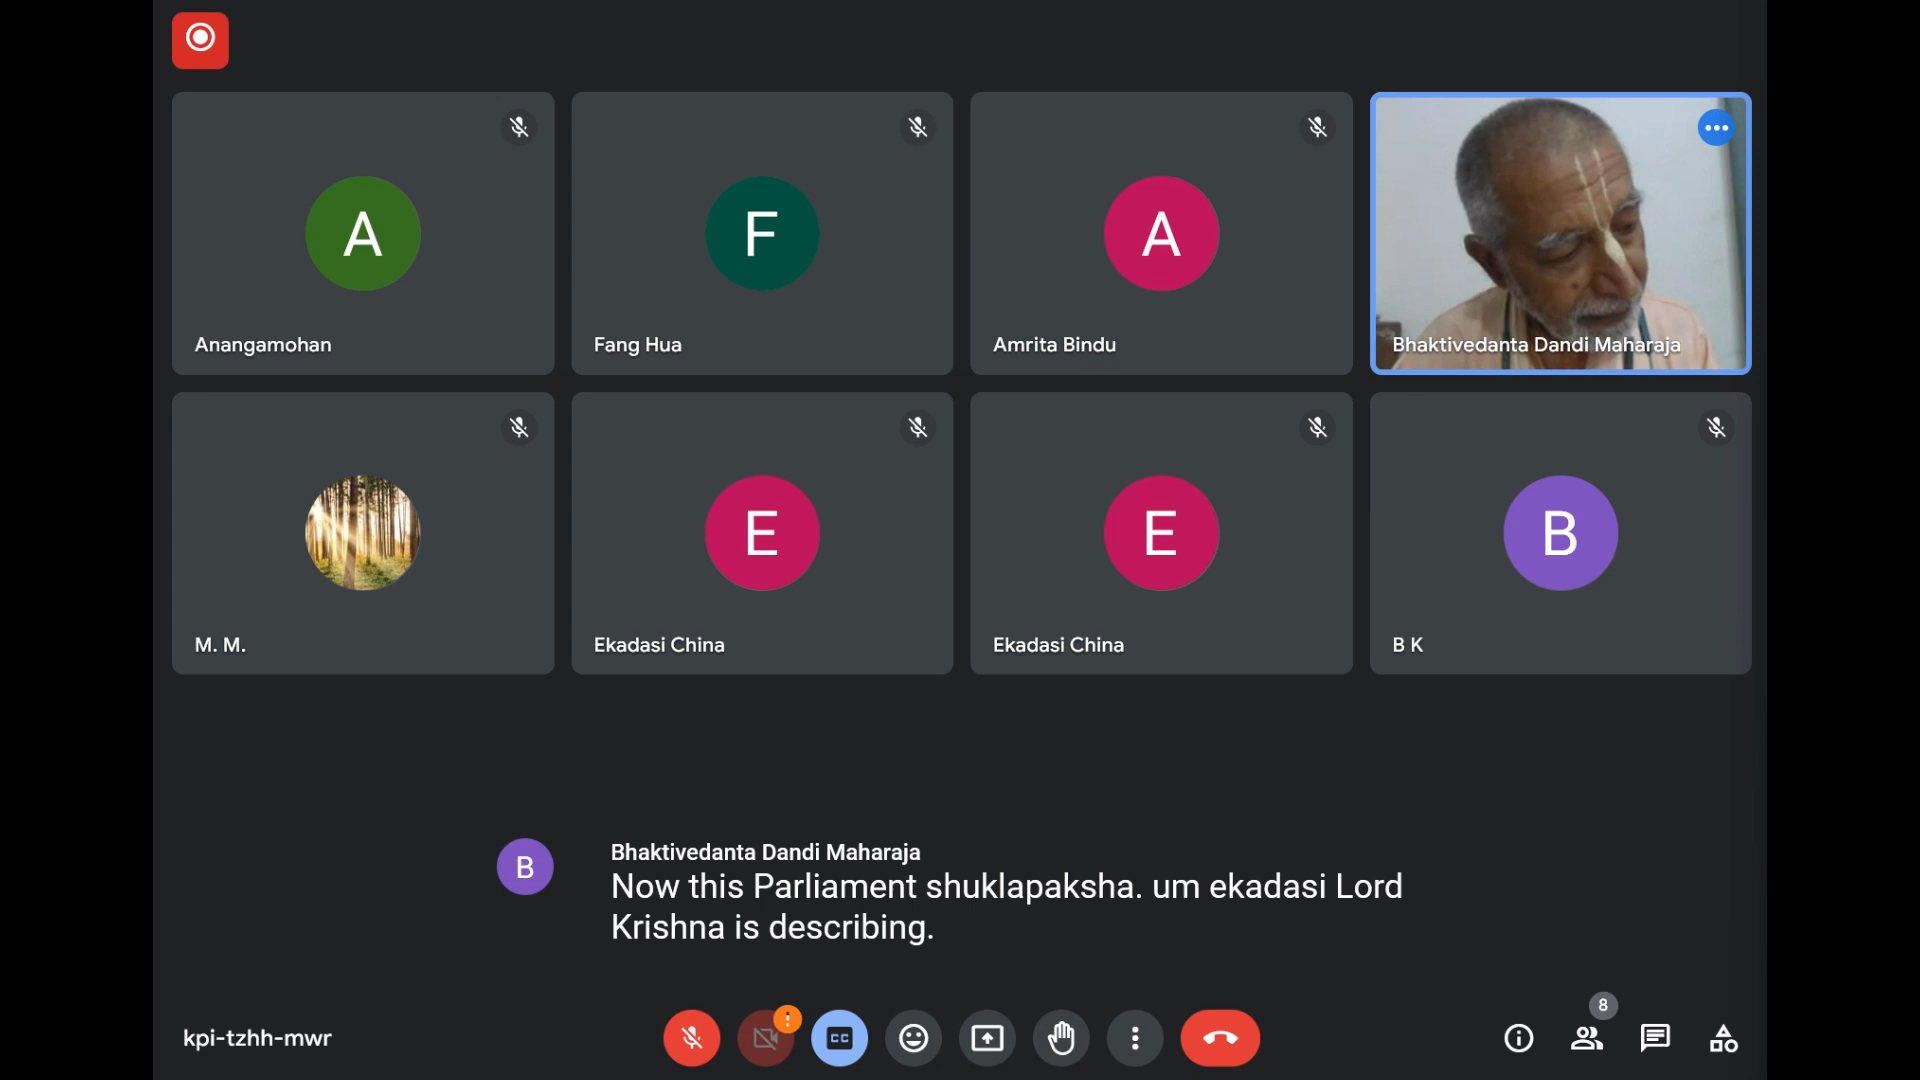 A
Anangamohan
F
Fang Hua
A
Amrita Bindu
Bhaktivedanta Dandi Maharaja
M. M.
E
Ekadasi China
E
Ekadasi China
B
B K
B
Bhaktivedanta Dandi Maharaja
Now this Parliament shuklapaksha. um ekadasi Lord
Krishna is describing.
kpi-tzhh-mwr
CC
8